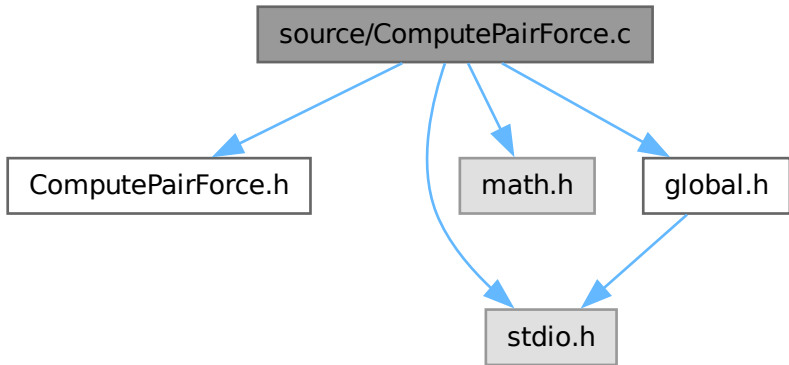 source/ComputePairForce.c
ComputePairForce.h
math.h
global.h
stdio.h